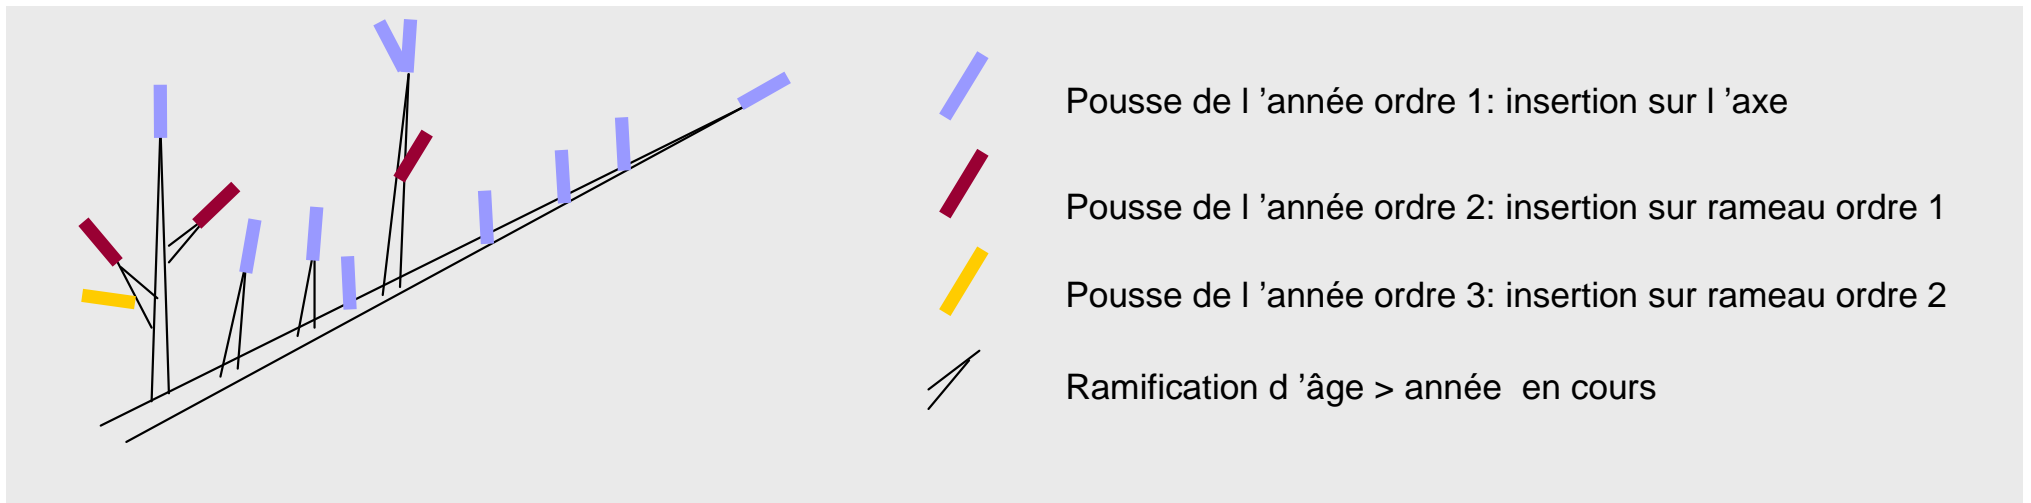 Pousse de l ’année ordre 1: insertion sur l ’axe
Pousse de l ’année ordre 2: insertion sur rameau ordre 1
Pousse de l ’année ordre 3: insertion sur rameau ordre 2
Ramification d ’âge > année  en cours